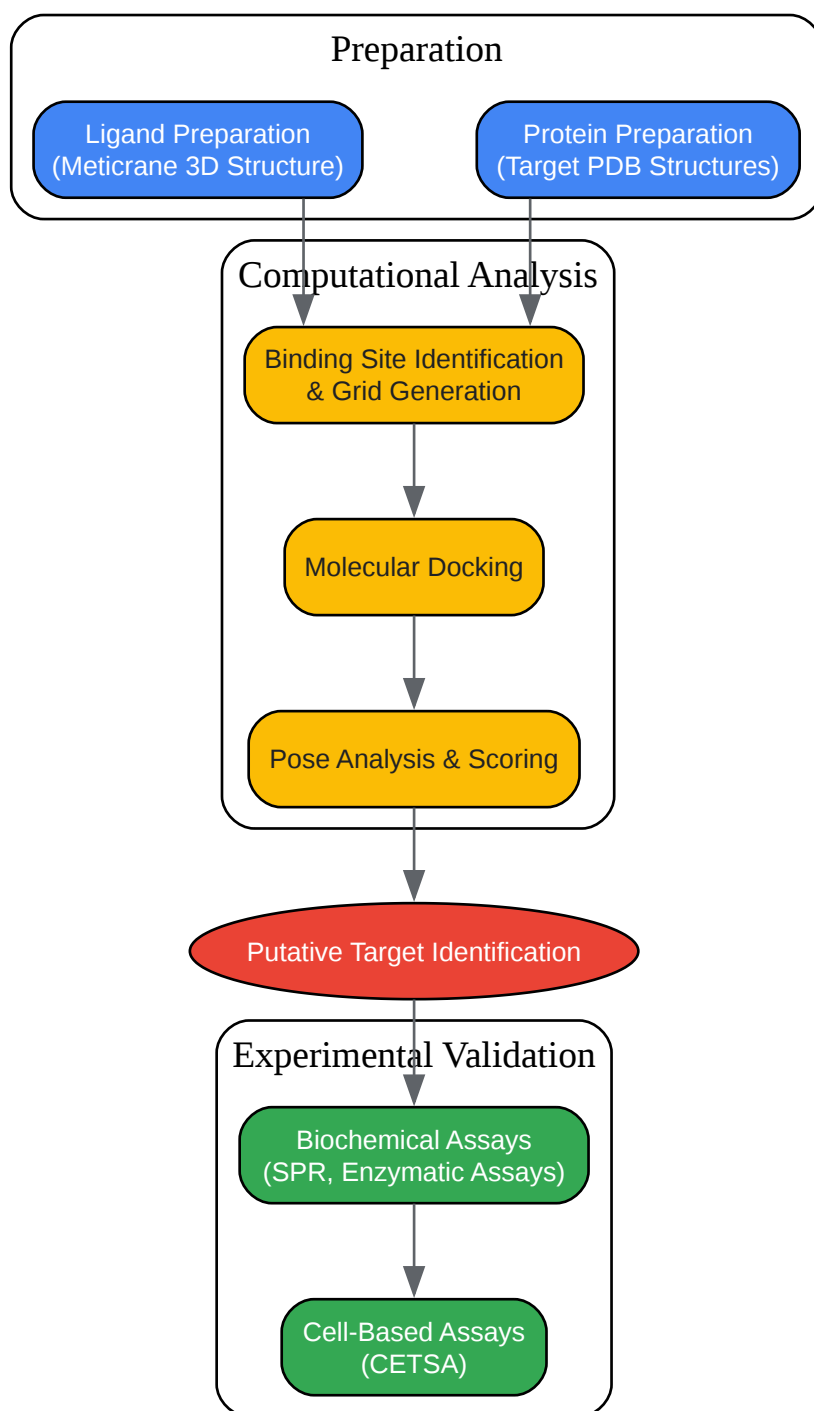 Preparation
Ligand Preparation
(Meticrane 3D Structure)
Protein Preparation
(Target PDB Structures)
Computational Analysis
Binding Site Identification
& Grid Generation
Molecular Docking
Pose Analysis & Scoring
Putative Target Identification
Experimental Validation
Biochemical Assays
(SPR, Enzymatic Assays)
Cell-Based Assays
(CETSA)